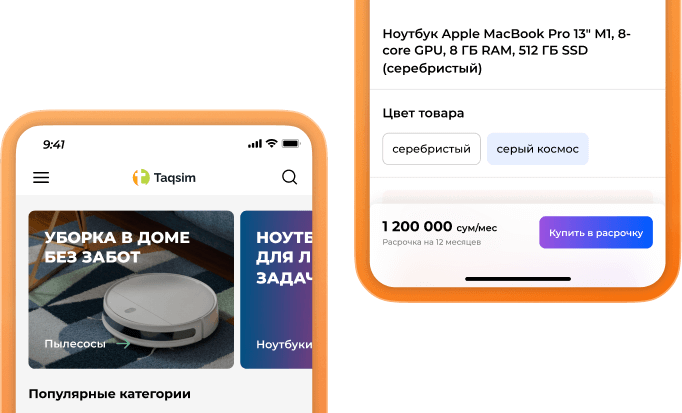 9:41
Taqsim
УБОРКА В ДОМЕ
БЕЗ ЗАБОТ
Пылесосы
НОУТЕ
ДЛЯ Л
ЗАДАЧ
Ноутбуки
Популярные категории
Ноутбук Apple MacBook Pro 13" M1, 8-
core GPU, 8 ГБ RAM, 512 ГБ SSD
(серебристый)
Цвет товара
серебристый
серый космос
1 200 000 сум/мес
Расрочка на 12 месяцев
Купить в расрочку